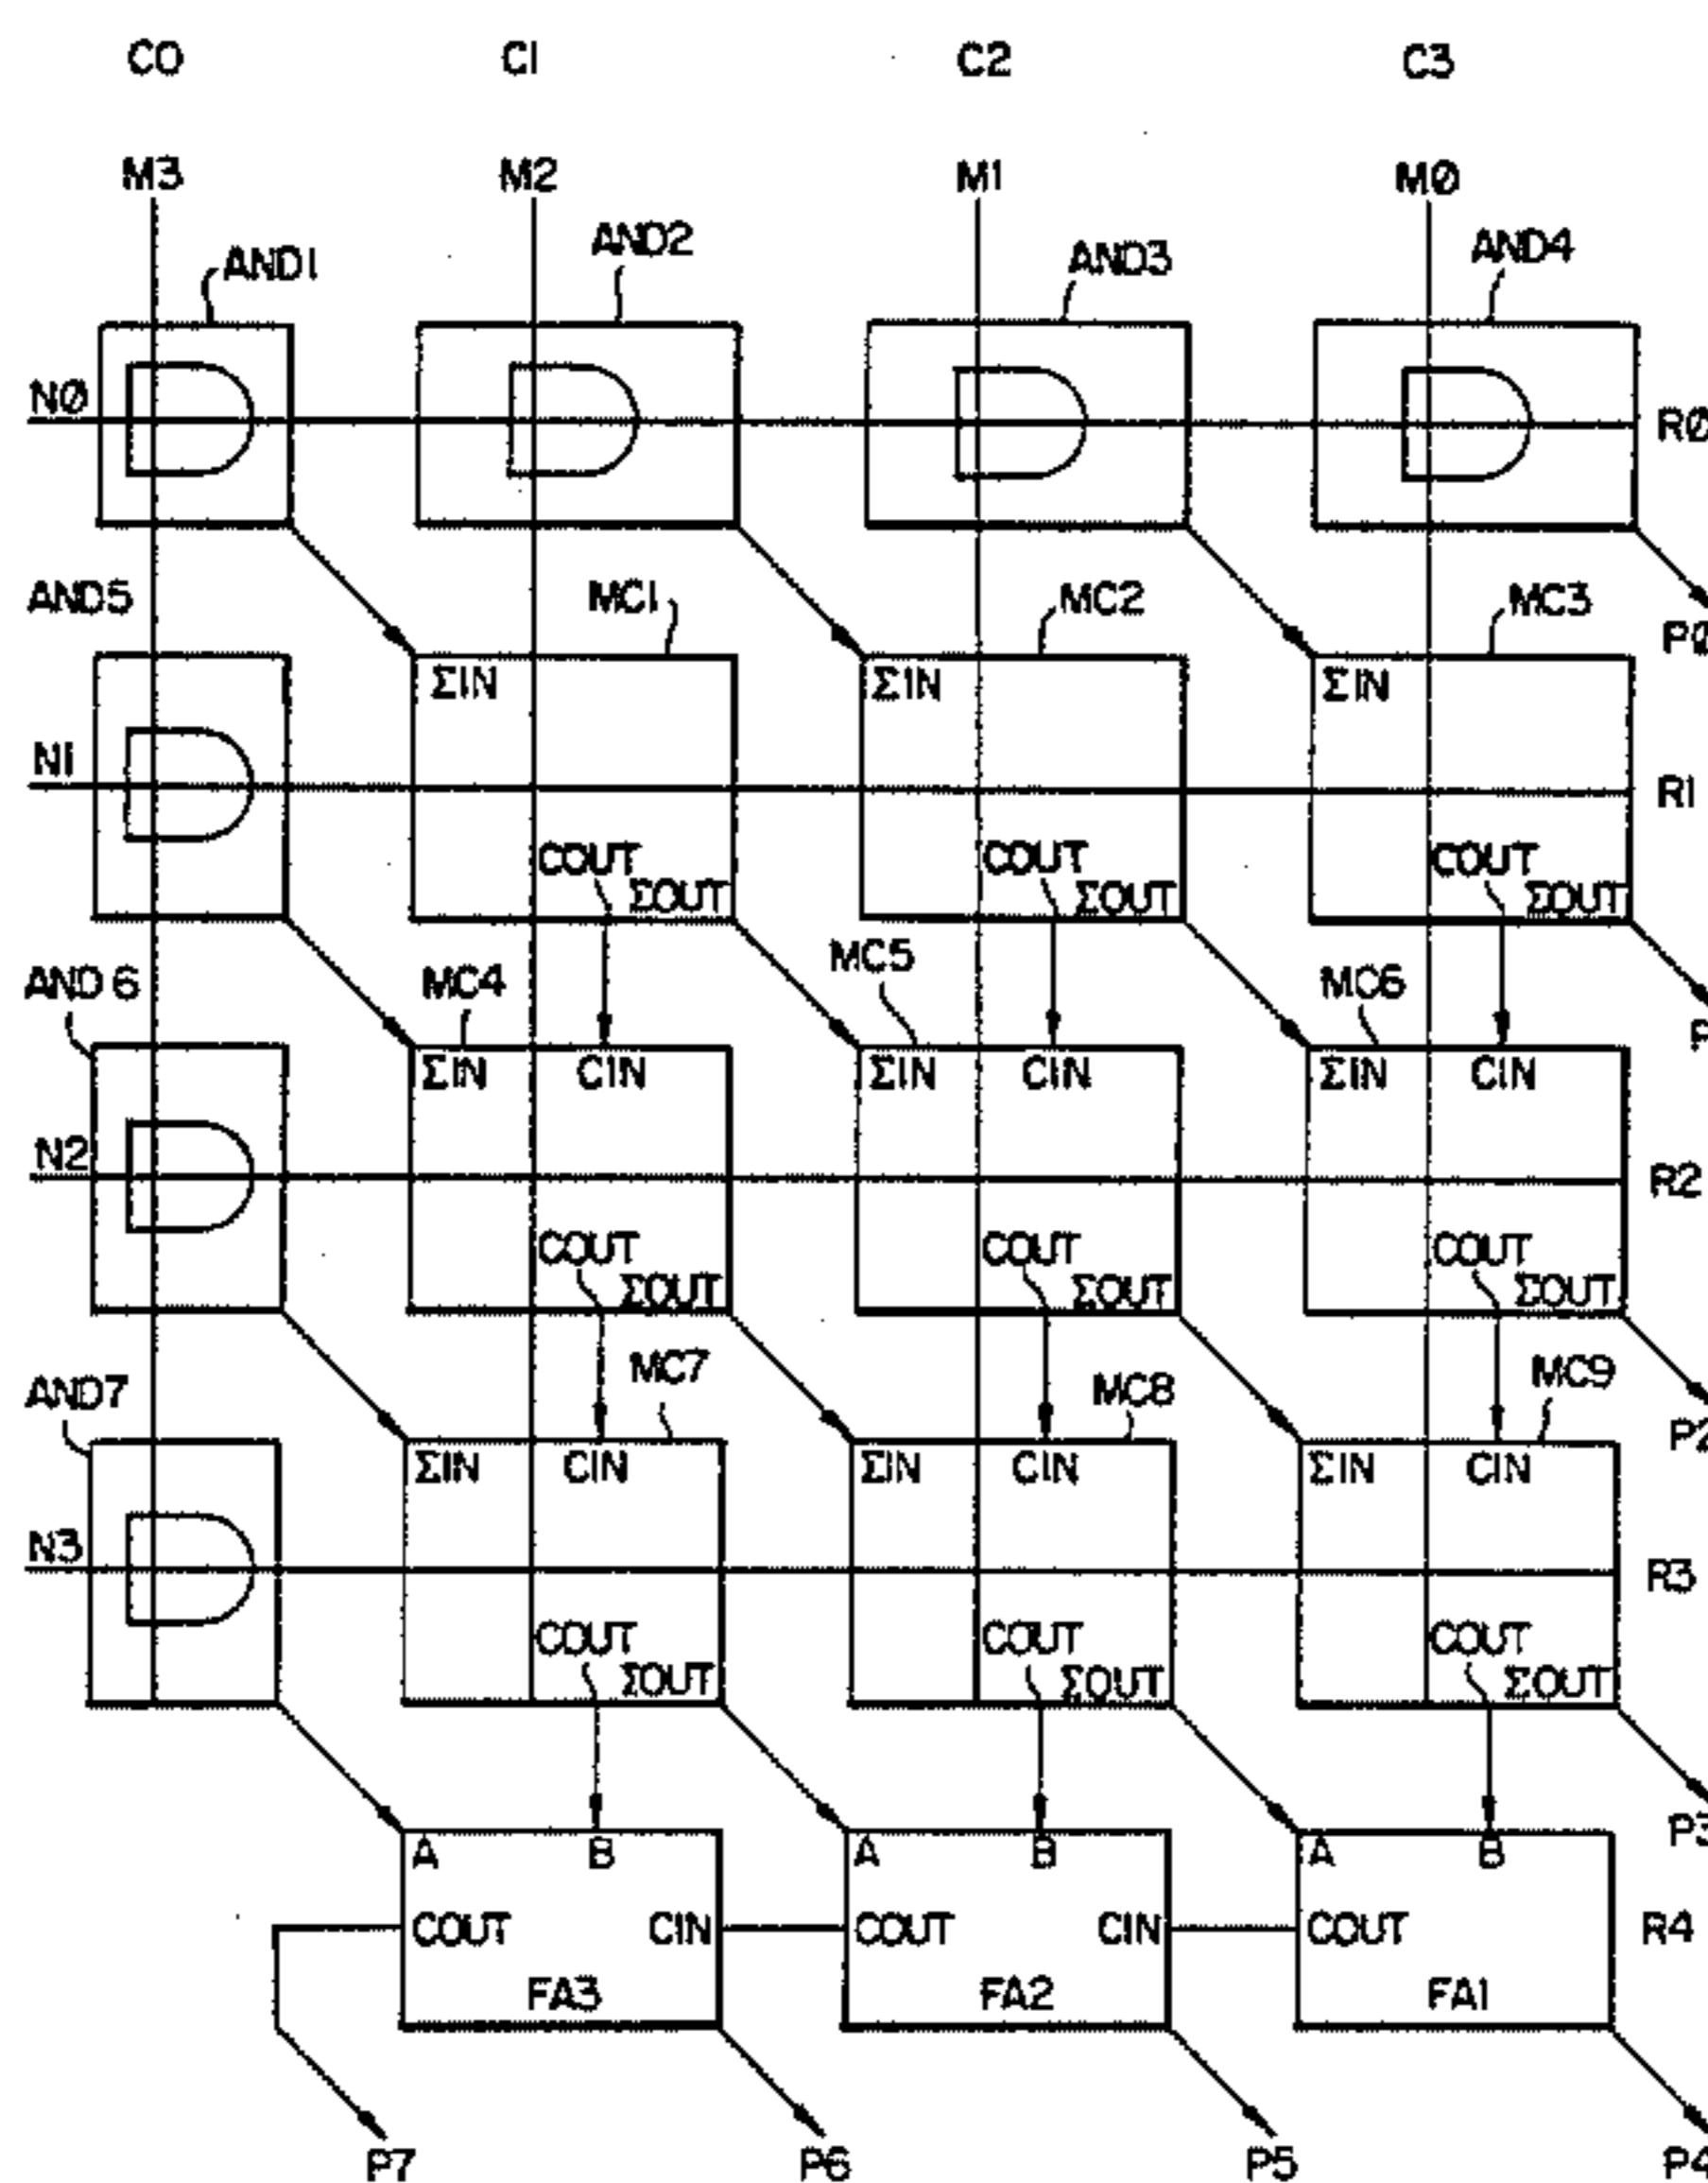 C0 C1 C2 C3
M3 M2 M1 MØ
AND1 AND2 AND3 AND4
NØ RØ
PØ
AND5 MC1 MC2 MC3
ΣIN ΣIN ΣIN
N1 R1
COUT COUT COUT
ΣOUT ΣOUT ΣOUT
AND 6 MC4 MC5 MC6
ΣIN CIN ΣIN CIN ΣIN CIN
N2 R2
COUT COUT COUT
ΣOUT ΣOUT ΣOUT
AND7 MC7 MC8 MC9
P2
ΣIN CIN ΣIN CIN ΣIN CIN
N3 R3
COUT COUT COUT
ΣOUT ΣOUT ΣOUT
P3
A B A B A B
COUT CIN COUT CIN COUT R4
FA3 FA2 FA1
P7 P6 P5 P4